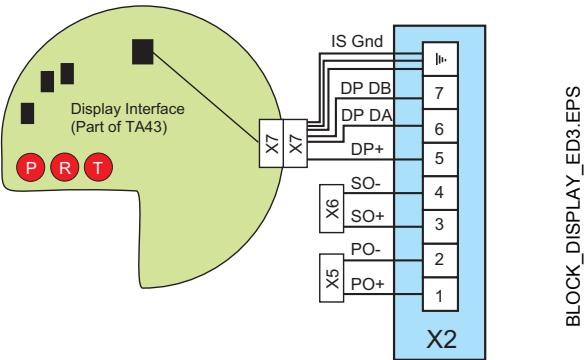 IS Gnd
DP DB
DP DA
DP+
SO-
SO+
PO-
PO+
7
6
5
4
3
2
1
X2
X7
X7
X6
X5
Display Interface
(Part of TA43)
P R T
BLOCK_DISPLAY_ED3.EPS